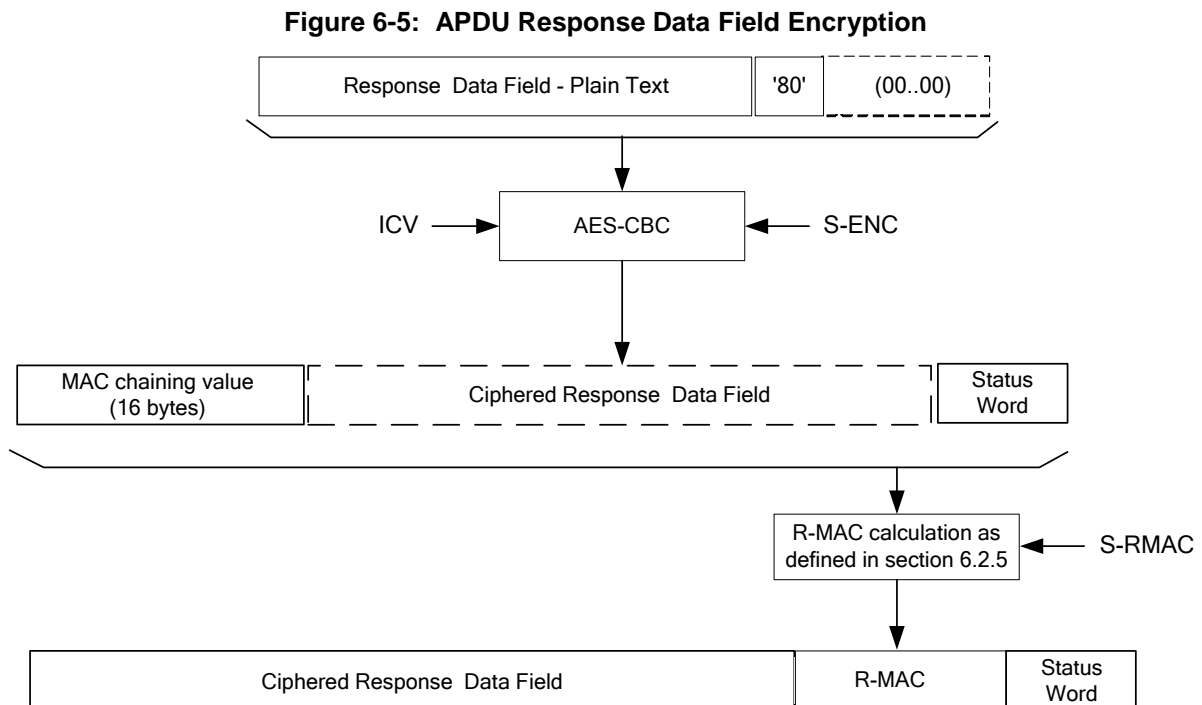 Figure 6-5: APDU Response Data Field Encryption
Response Data Field - Plain Text
'80'
(00..00)
ICV
AES-CBC
S-ENC
MAC chaining value
(16 bytes)
Ciphered Response Data Field
Status
Word
R-MAC calculation as
defined in section 6.2.5
S-RMAC
Ciphered Response Data Field
R-MAC
Status
Word